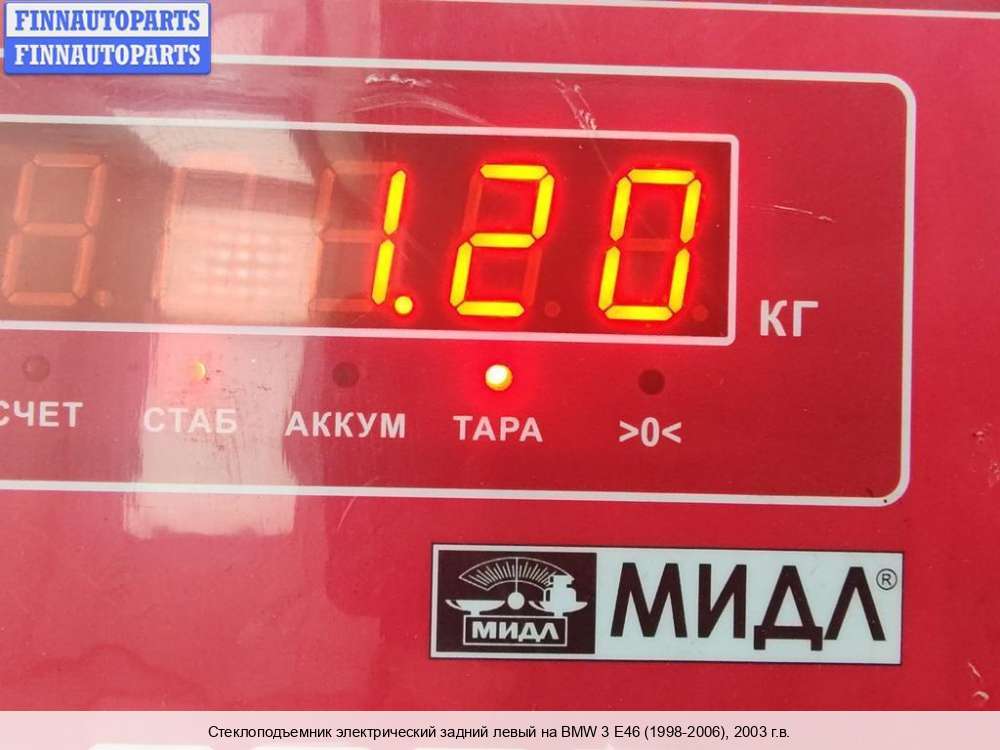 FINNAUTOPARTS
FINNAUTOPARTS
1.20
КГ
СЧЕТ СТАБ АККУМ ТАРА >0<
МИДЛ МИДЛ®
Стеклоподъемник электрический задний левый на BMW 3 E46 (1998-2006), 2003 г.в.